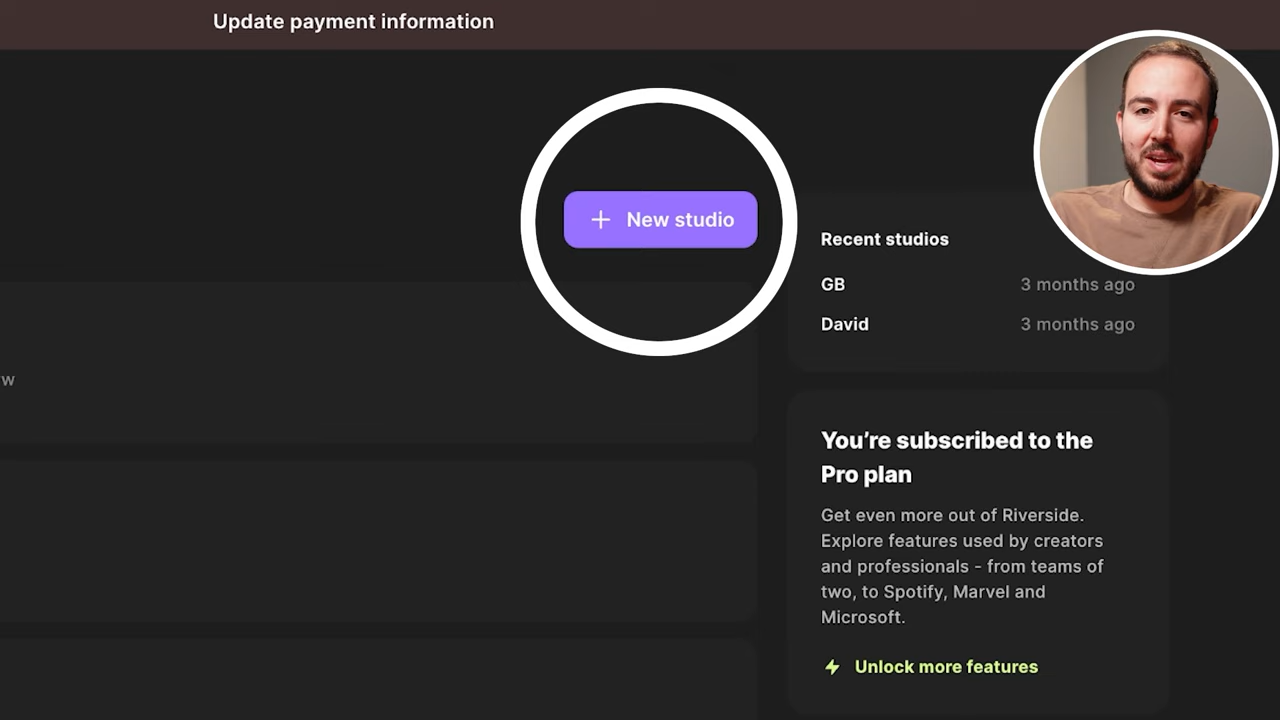 Update payment information
New studio
Recent studios
GB 3 months ago
David 3 months ago
You’re subscribed to the
Pro plan
Get even more out of Riverside.
Explore features used by creators
and professionals - from teams of
two, to Spotify, Marvel and
Microsoft.
Unlock more features